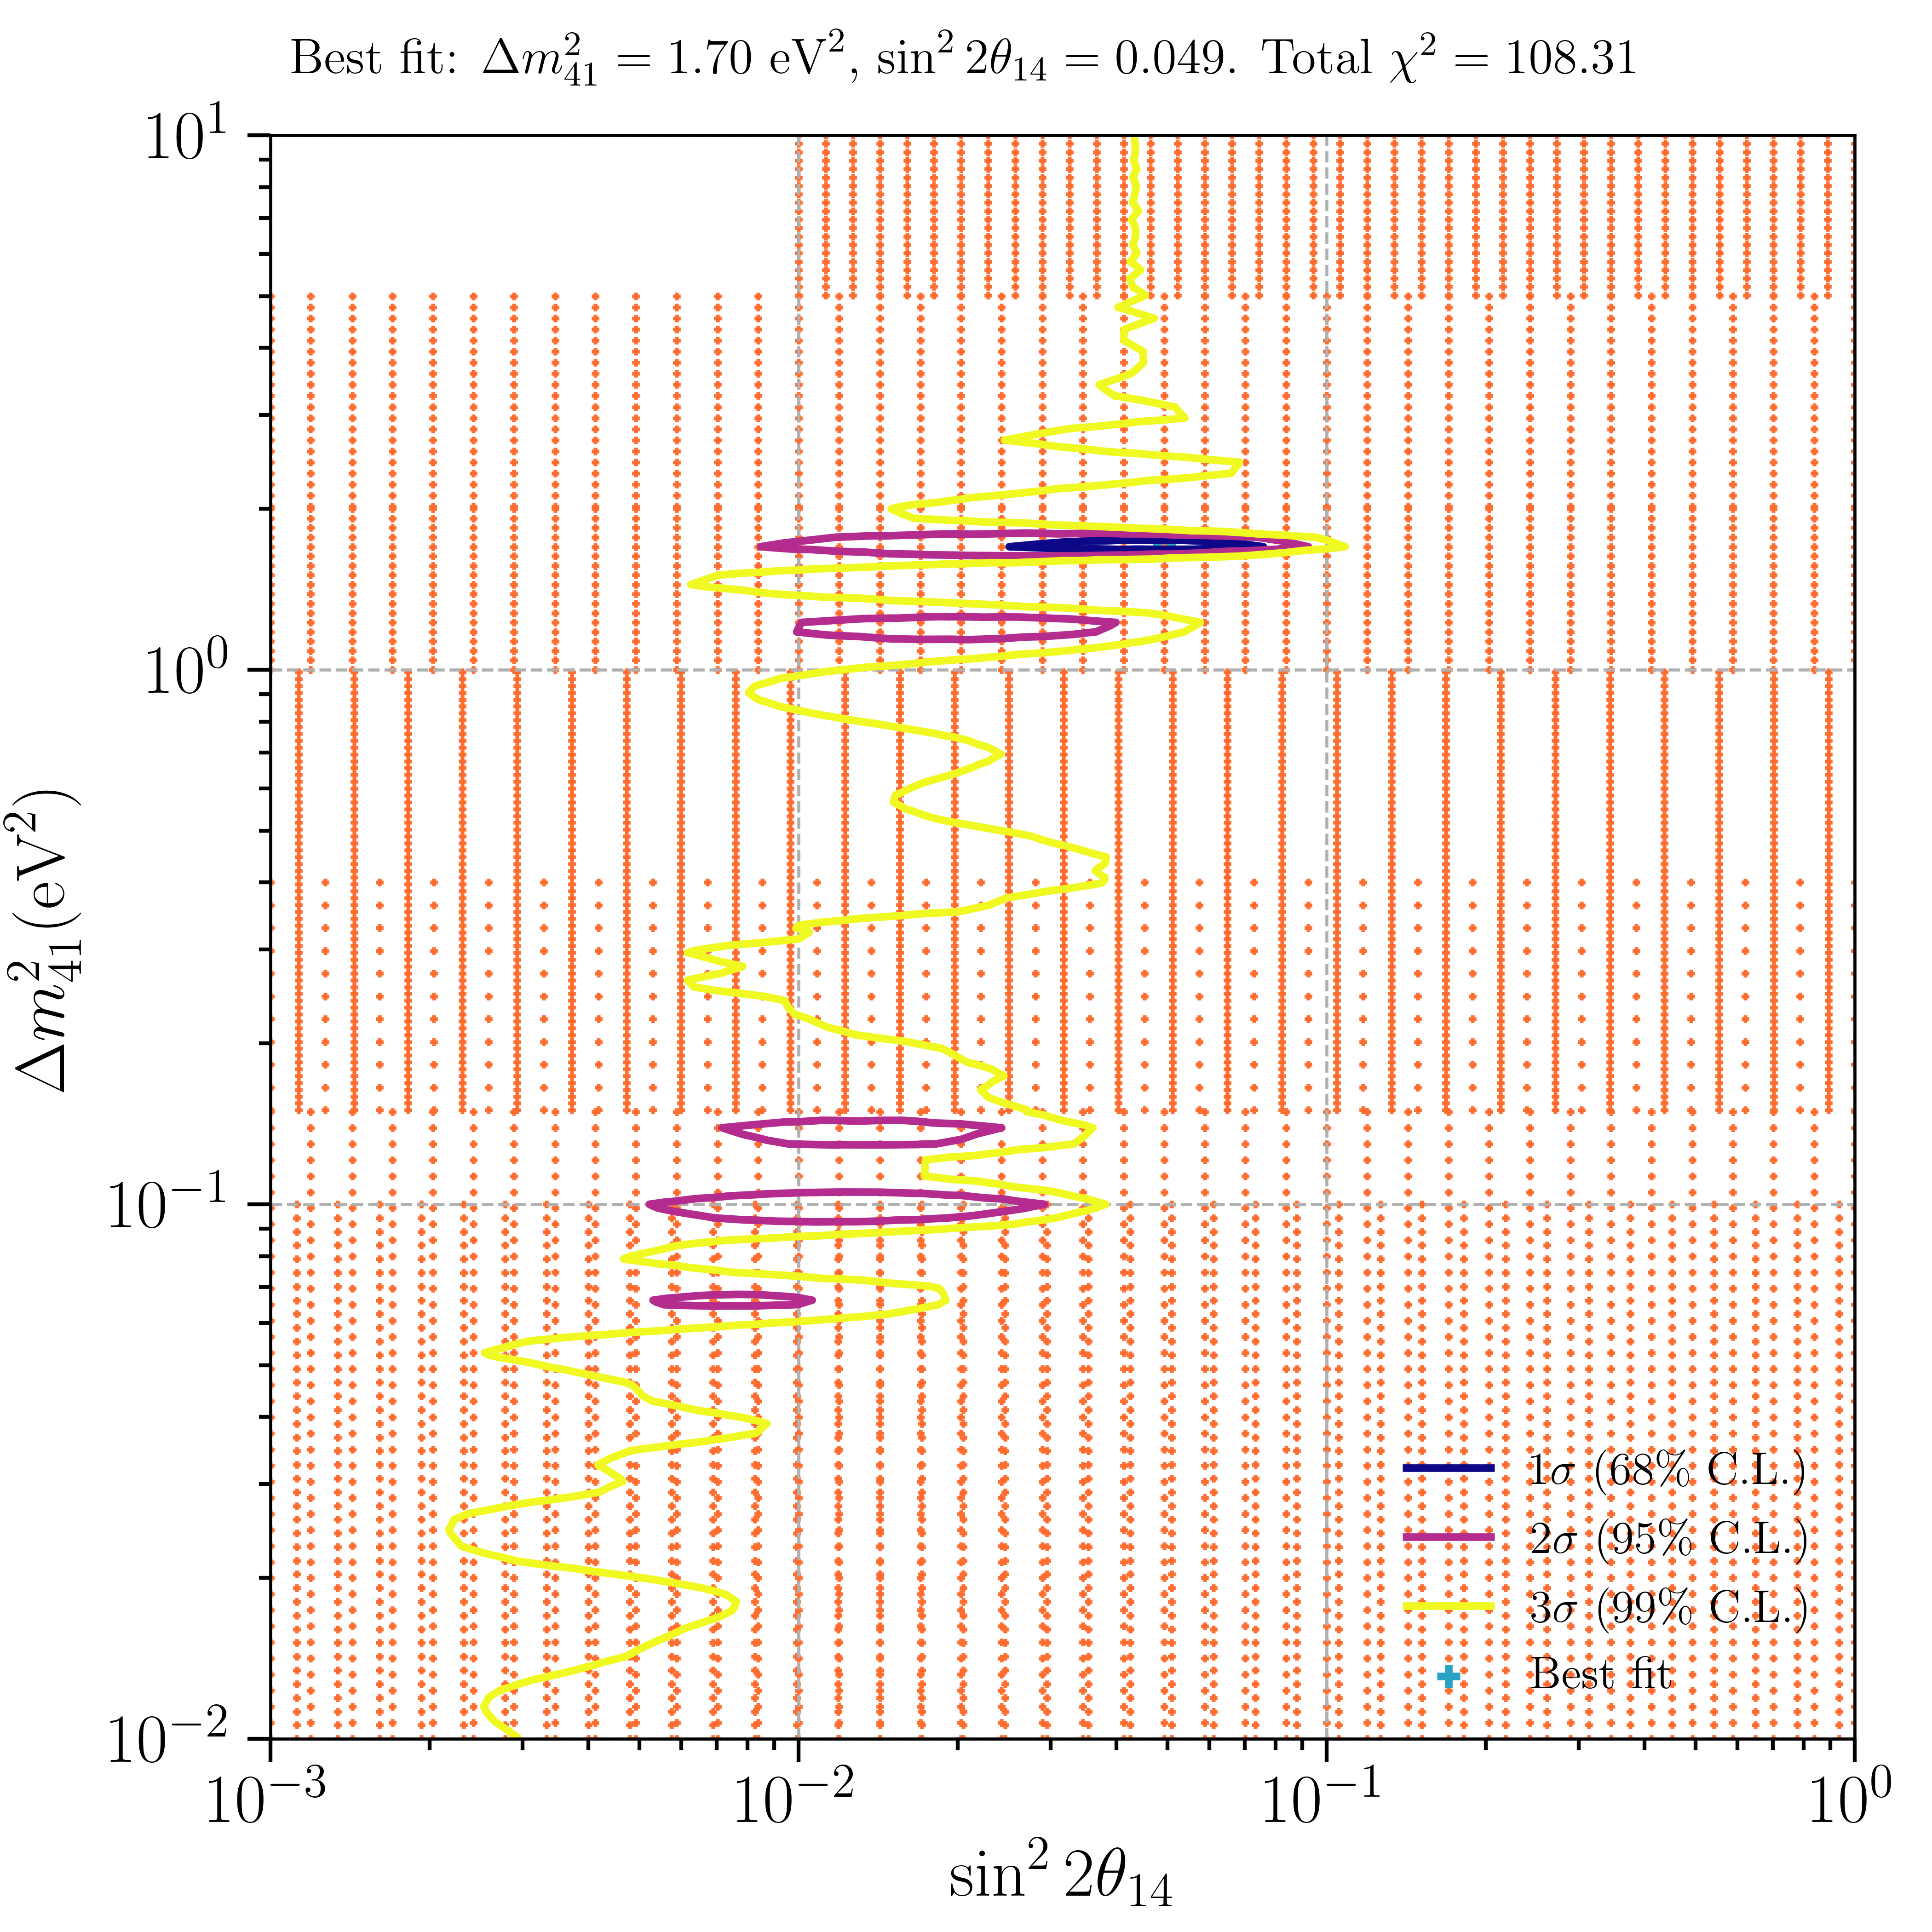 Best fit: Δm²₄₁ = 1.70 eV², sin² 2θ₁₄ = 0.049. Total χ² = 108.31
10¹
10⁰
10⁻¹
10⁻²
Δm²₄₁(eV²)
1σ (68% C.L.)
2σ (95% C.L.)
3σ (99% C.L.)
Best fit
10⁻³ 10⁻² 10⁻¹ 10⁰
sin² 2θ₁₄